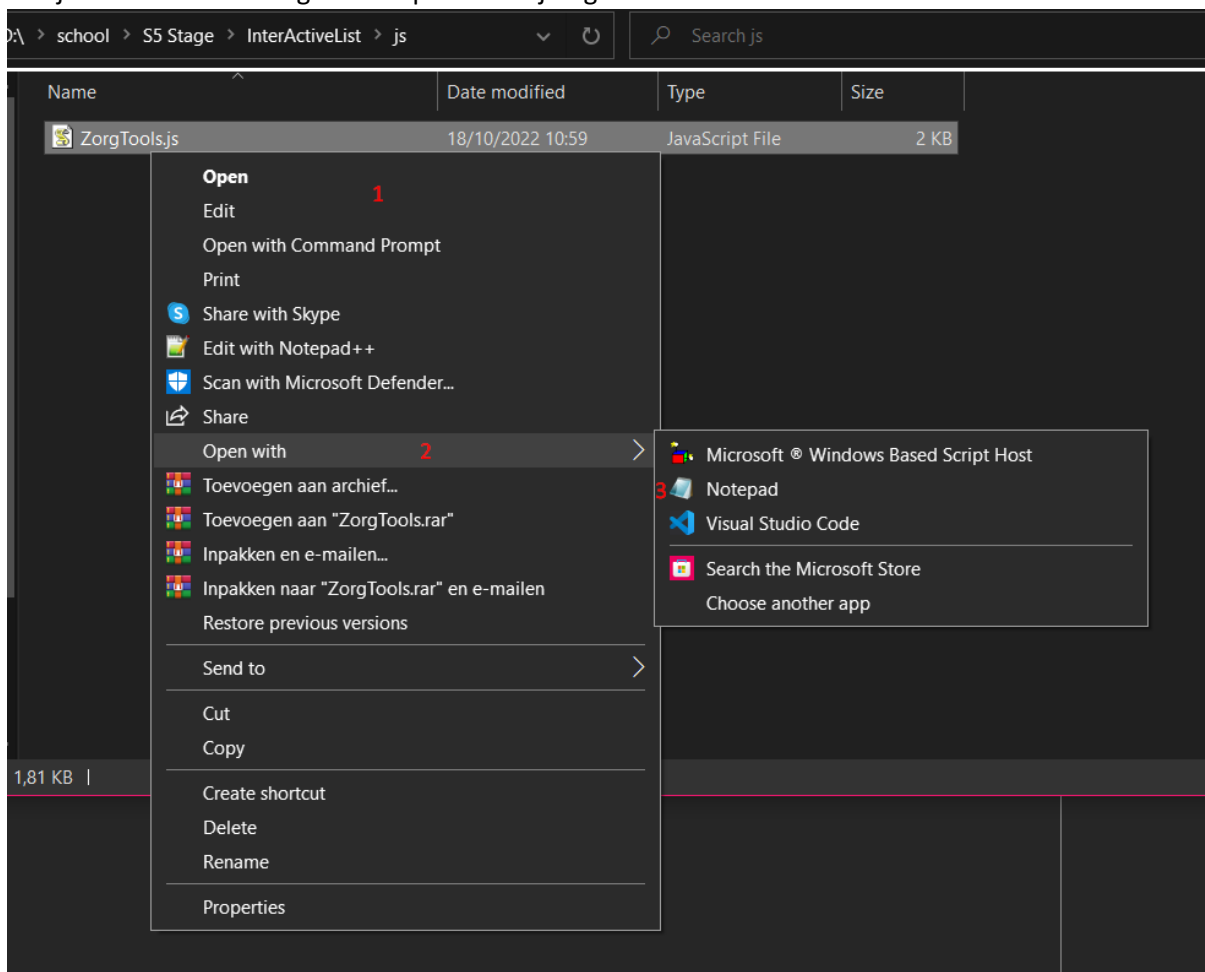 D:\ > school > S5 Stage > InterActiveList > js
Search js
Name Date modified Type Size
ZorgTools.js 18/10/2022 10:59 JavaScript File 2 KB
Open
1
Edit
Open with Command Prompt
Print
Share with Skype
Edit with Notepad++
Scan with Microsoft Defender...
Share
Open with 2
Microsoft ® Windows Based Script Host
3 Notepad
Visual Studio Code
Search the Microsoft Store
Choose another app
Toevoegen aan archief...
Toevoegen aan "ZorgTools.rar"
Inpakken en e-mailen...
Inpakken naar "ZorgTools.rar" en e-mailen
Restore previous versions
Send to
Cut
Copy
1,81 KB
Create shortcut
Delete
Rename
Properties